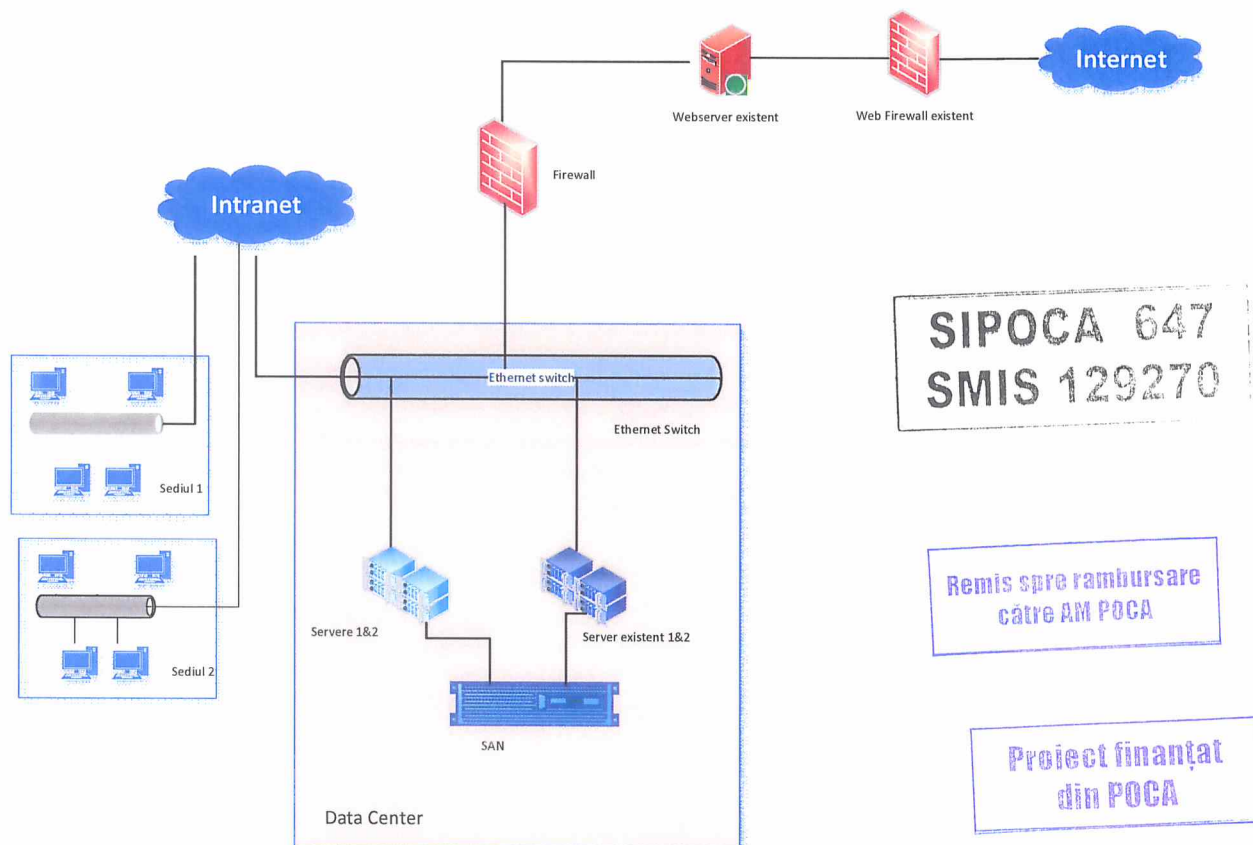 Internet
Webserver existent
Web Firewall existent
Firewall
Intranet
SIPOCA 647
SMIS 129270
Ethernet switch
Ethernet Switch
Sediul 1
Remis spre rambursare
către AM POCA
Servere 1&2
Server existent 1&2
Sediul 2
SAN
Proiect finanțat
din POCA
Data Center